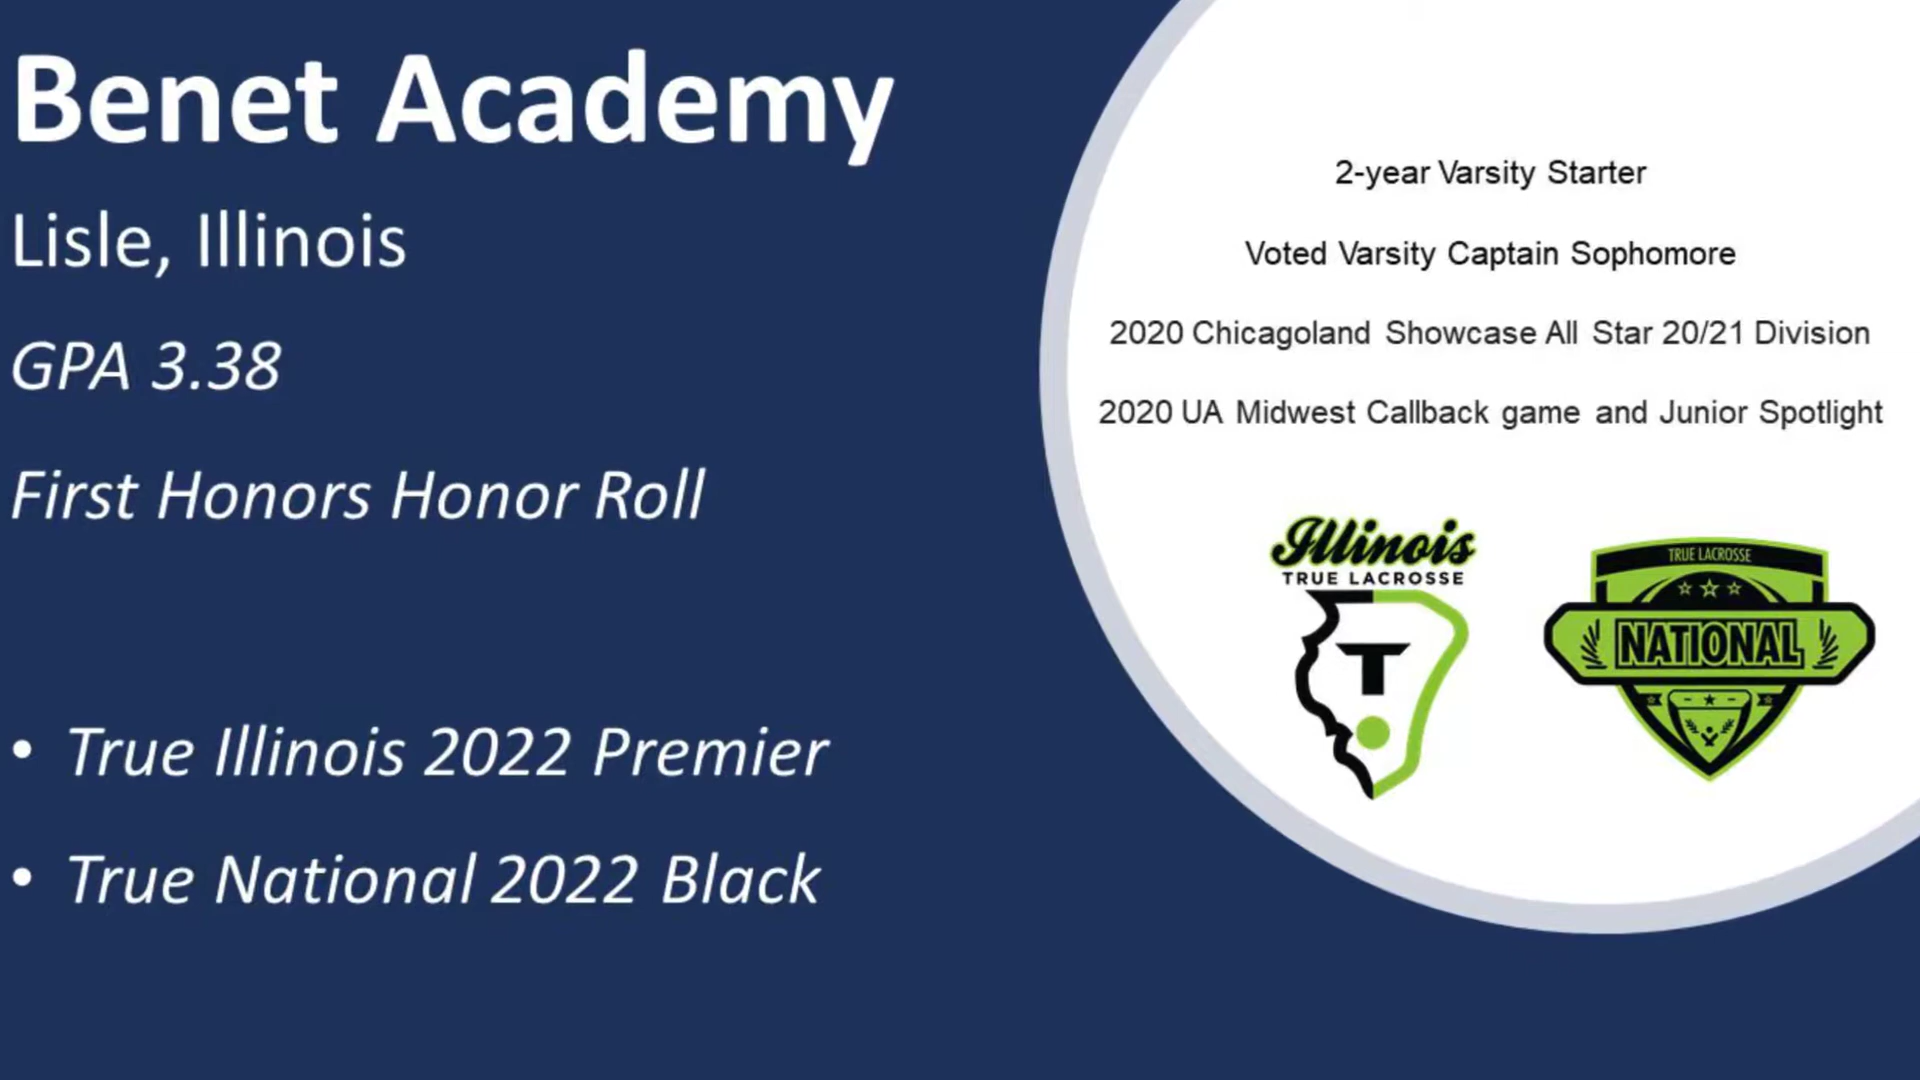 Benet Academy
Lisle, Illinois
GPA 3.38
First Honors Honor Roll
• True Illinois 2022 Premier
• True National 2022 Black
2-year Varsity Starter
Voted Varsity Captain Sophomore
2020 Chicagoland Showcase All Star 20/21 Division
2020 UA Midwest Callback game and Junior Spotlight
Illinois
TRUE LACROSSE
T
TRUE LACROSSE
NATIONAL